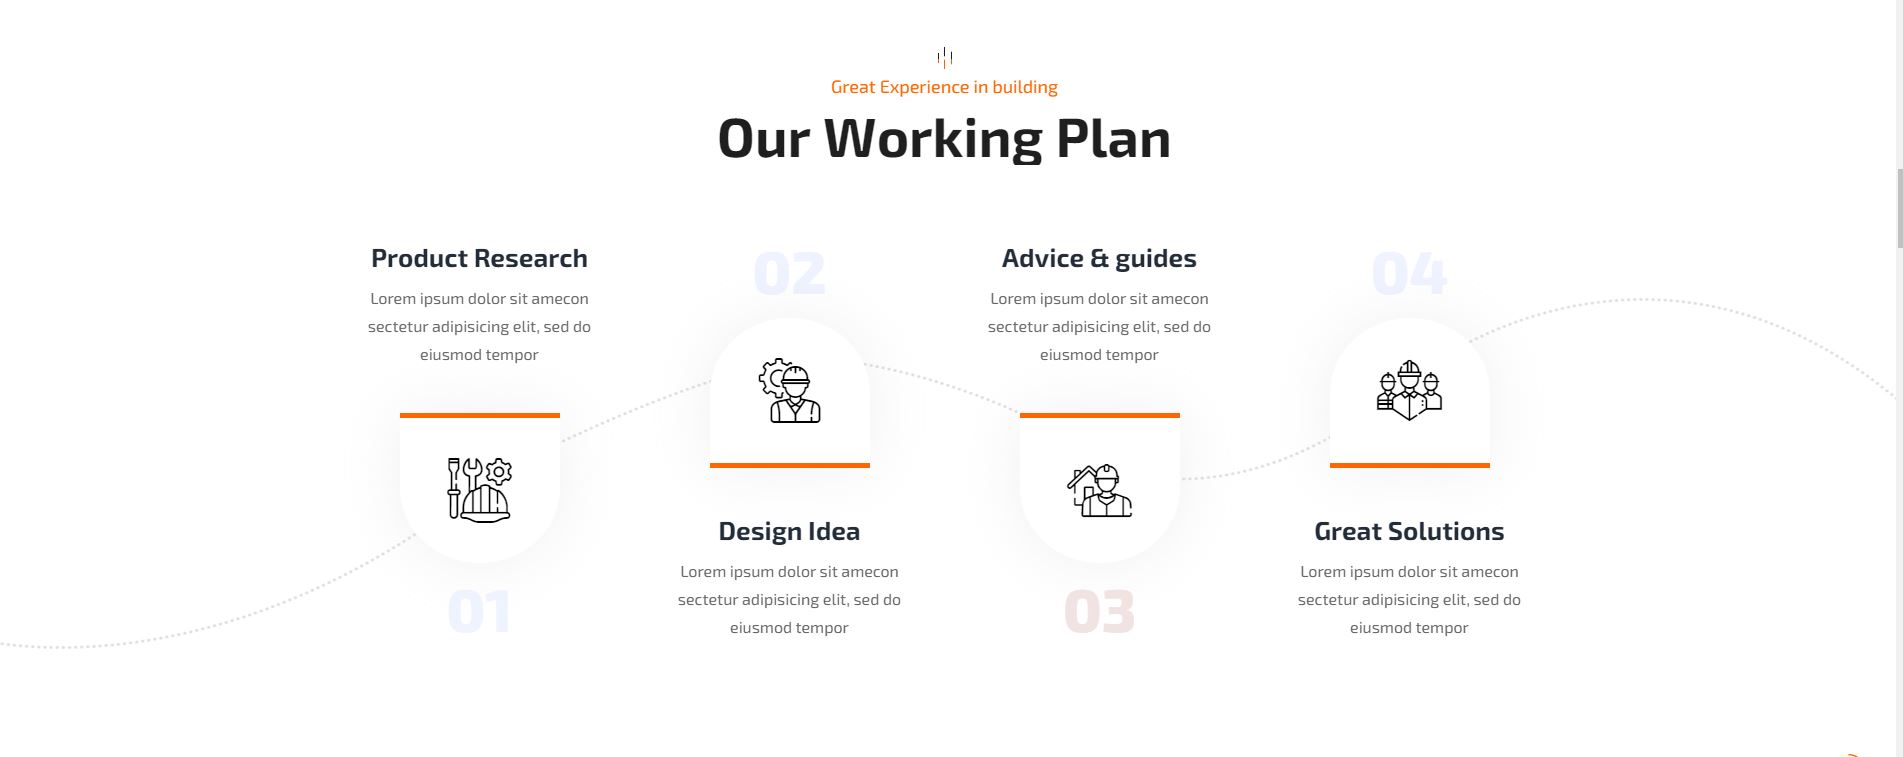 Great Experience in building
Our Working Plan
Product Research
Lorem ipsum dolor sit amecon
sectetur adipisicing elit, sed do
eiusmod tempor
01
02
Design Idea
Lorem ipsum dolor sit amecon
sectetur adipisicing elit, sed do
eiusmod tempor
Advice & guides
Lorem ipsum dolor sit amecon
sectetur adipisicing elit, sed do
eiusmod tempor
03
04
Great Solutions
Lorem ipsum dolor sit amecon
sectetur adipisicing elit, sed do
eiusmod tempor